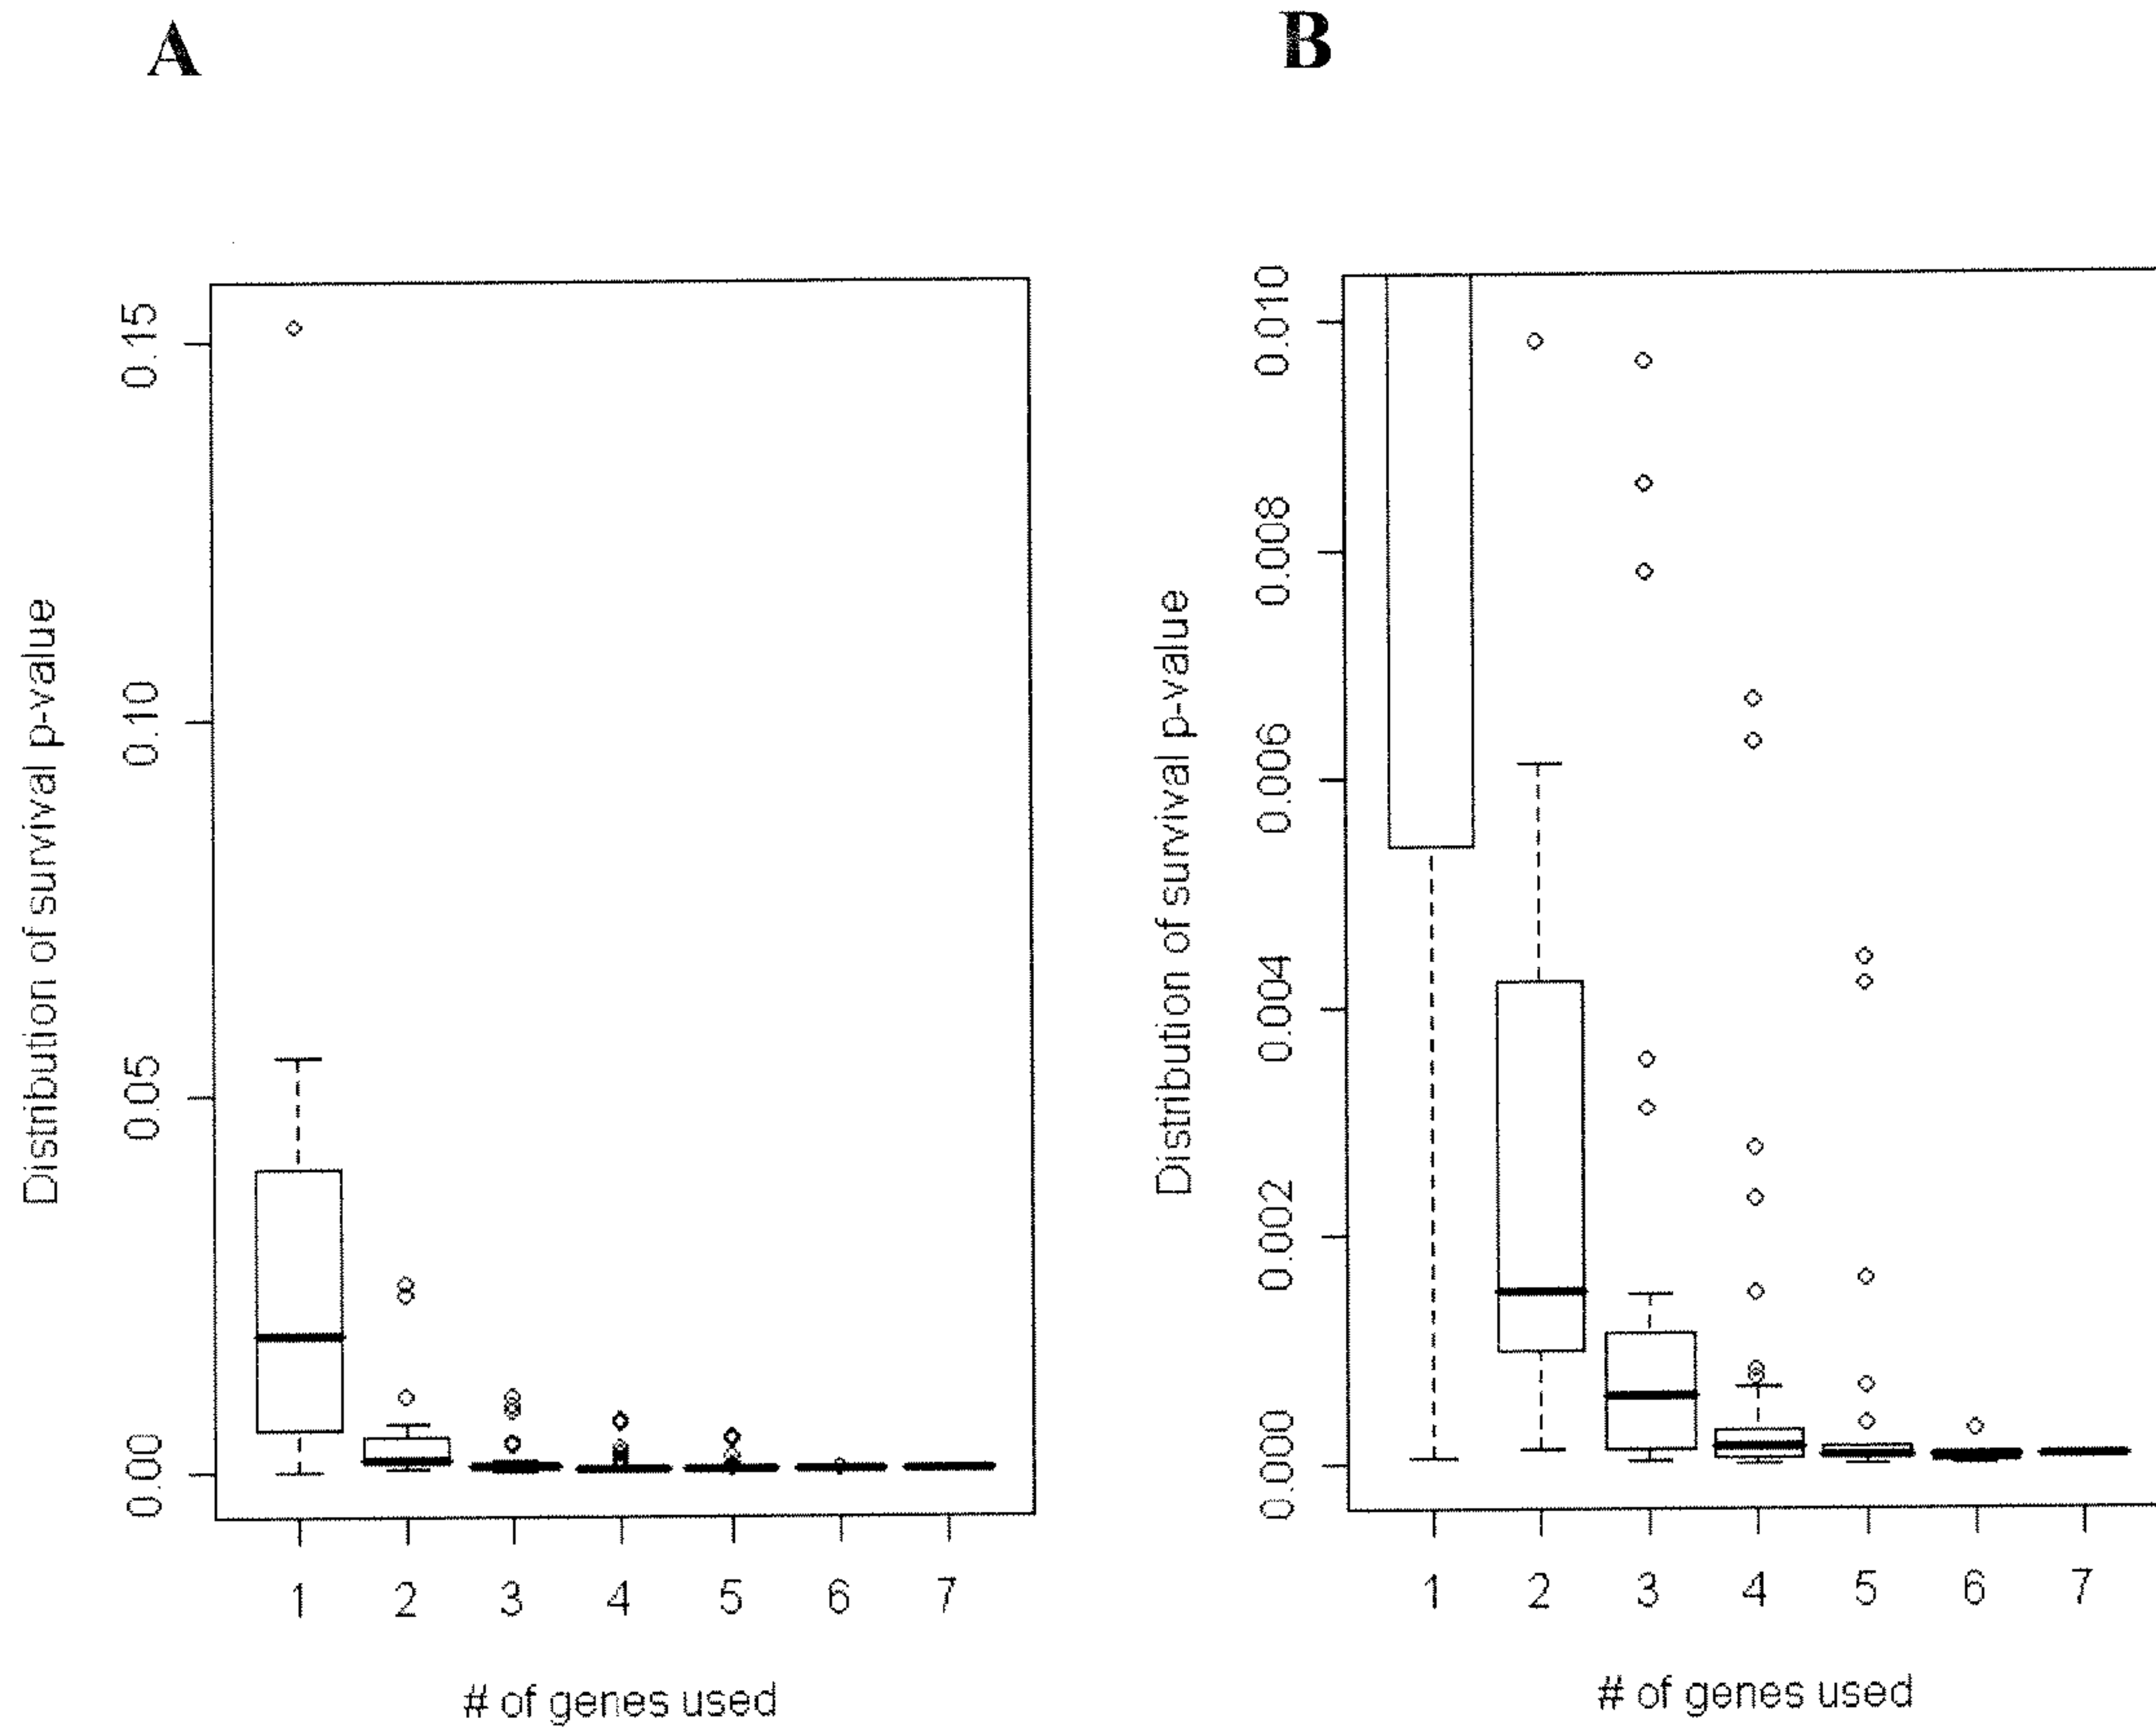 A
Distribution of survival p-value
0.15
0.10
0.05
0.00
1 2 3 4 5 6 7
# of genes used
B
Distribution of survival p-value
0.010
0.008
0.006
0.004
0.002
0.000
1 2 3 4 5 6 7
# of genes used